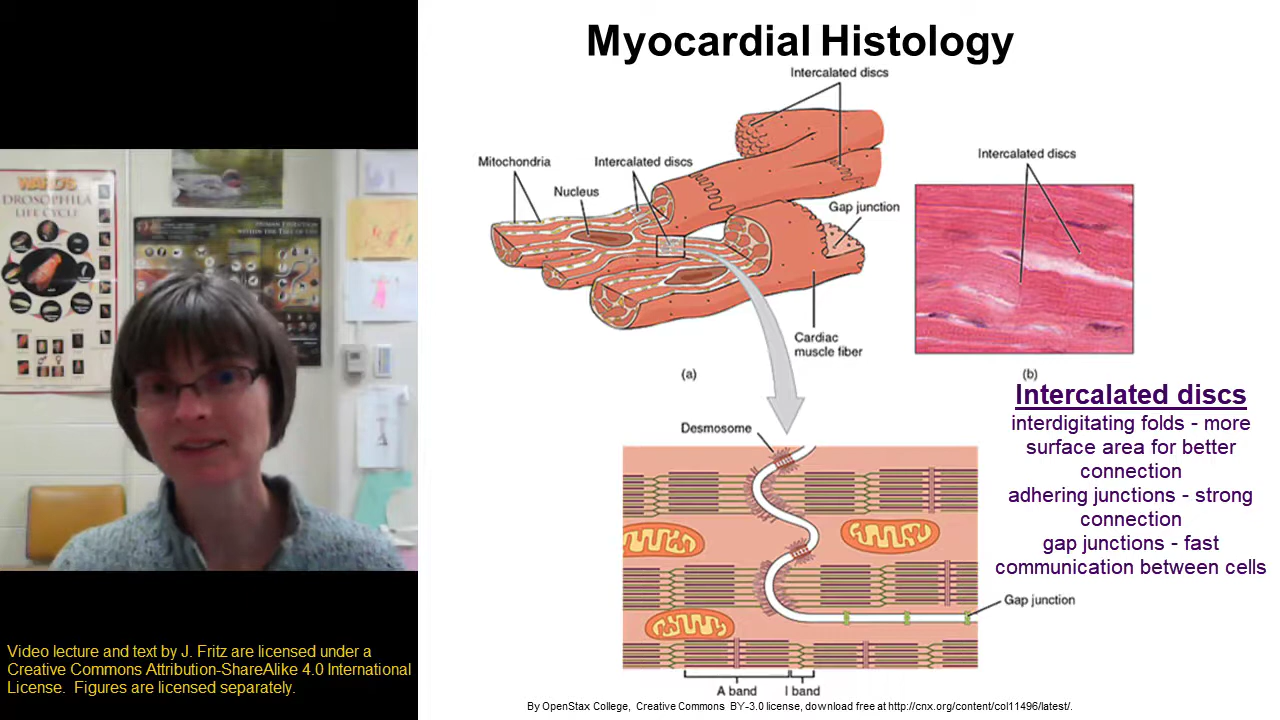 Myocardial Histology
Intercalated discs
Mitochondria
Intercalated discs
Nucleus
Gap junction
Cardiac
muscle fiber
(a)
Intercalated discs
(b)
WARD'S
DROSOPHILA
LIFE CYCLE
Intercalated discs
interdigitating folds - more
surface area for better
connection
adhering junctions - strong
connection
gap junctions - fast
communication between cells
Desmosome
Gap junction
A band
I band
Video lecture and text by J. Fritz are licensed under a
Creative Commons Attribution-ShareAlike 4.0 International
License. Figures are licensed separately.
By OpenStax College, Creative Commons BY-3.0 license, download free at http://cnx.org/content/col11496/latest/.